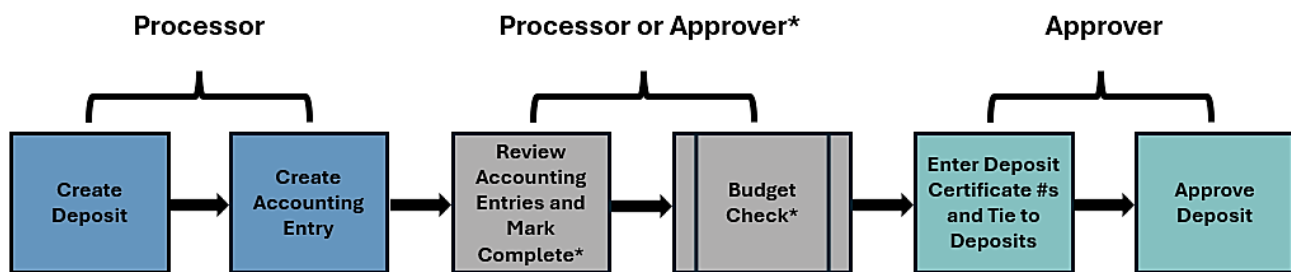 Processor
Processor or Approver*
Approver
Create
Deposit
Create
Accounting
Entry
Review
Accounting
Entries and
Mark
Complete*
Budget
Check*
Enter Deposit
Certificate #s
and Tie to
Deposits
Approve
Deposit